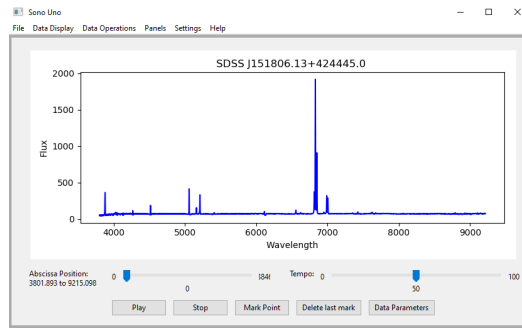 Sono Uno
File Data Display Data Operations Panels Settings Help
SDSS J151806.13+424445.0
2000
1500
1000
500
0
Flux
4000 5000 6000 7000 8000 9000
Wavelength
Abscissa Position: 0 Tempo: 0 100
3801.893 to 9215.098 0 50
Play Stop Mark Point Delete last mark Data Parameters